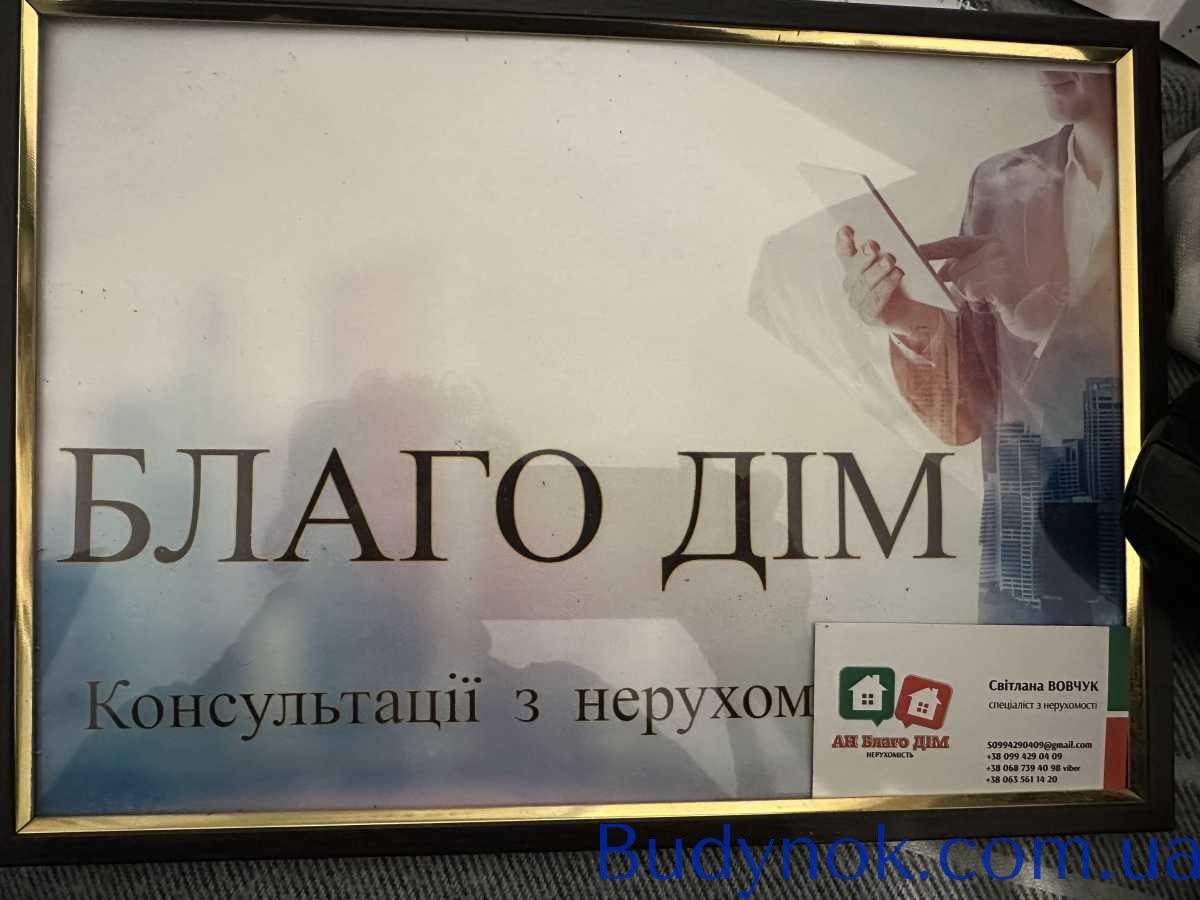 БЛАГО ДІМ
Консультації з нерухом
АН Благо ДІМ
НЕРУХОМІСТЬ
Світлана ВОВЧУК
спеціаліст з нерухомості
S0994290409@gmail.com
+38 099 429 04 09
+38 068 739 40 98 viber
+38 063 561 14 20
Budynok.com.ua